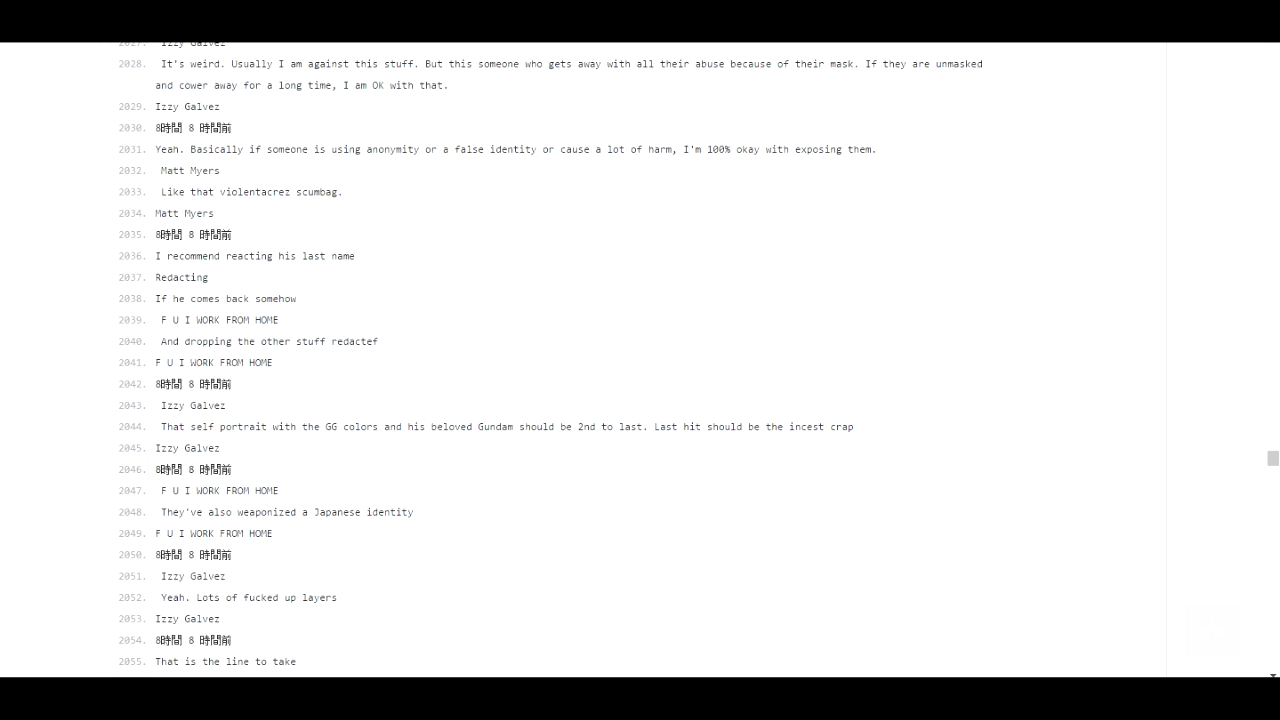 2027. Izzy Galvez
2028. It's weird. Usually I am against this stuff. But this someone who gets away with all their abuse because of their mask. If they are unmasked
and cower away for a long time, I am OK with that.
2029. Izzy Galvez
2030. 8時間 8 時間前
2031. Yeah. Basically if someone is using anonymity or a false identity or cause a lot of harm, I'm 100% okay with exposing them.
2032. Matt Myers
2033. Like that violentacrez scumbag.
2034. Matt Myers
2035. 8時間 8 時間前
2036. I recommend reacting his last name
2037. Redacting
2038. If he comes back somehow
2039. F U I WORK FROM HOME
2040. And dropping the other stuff redactef
2041. F U I WORK FROM HOME
2042. 8時間 8 時間前
2043. Izzy Galvez
2044. That self portrait with the GG colors and his beloved Gundam should be 2nd to last. Last hit should be the incest crap
2045. Izzy Galvez
2046. 8時間 8 時間前
2047. F U I WORK FROM HOME
2048. They've also weaponized a Japanese identity
2049. F U I WORK FROM HOME
2050. 8時間 8 時間前
2051. Izzy Galvez
2052. Yeah. Lots of fucked up layers
2053. Izzy Galvez
2054. 8時間 8 時間前
2055. That is the line to take